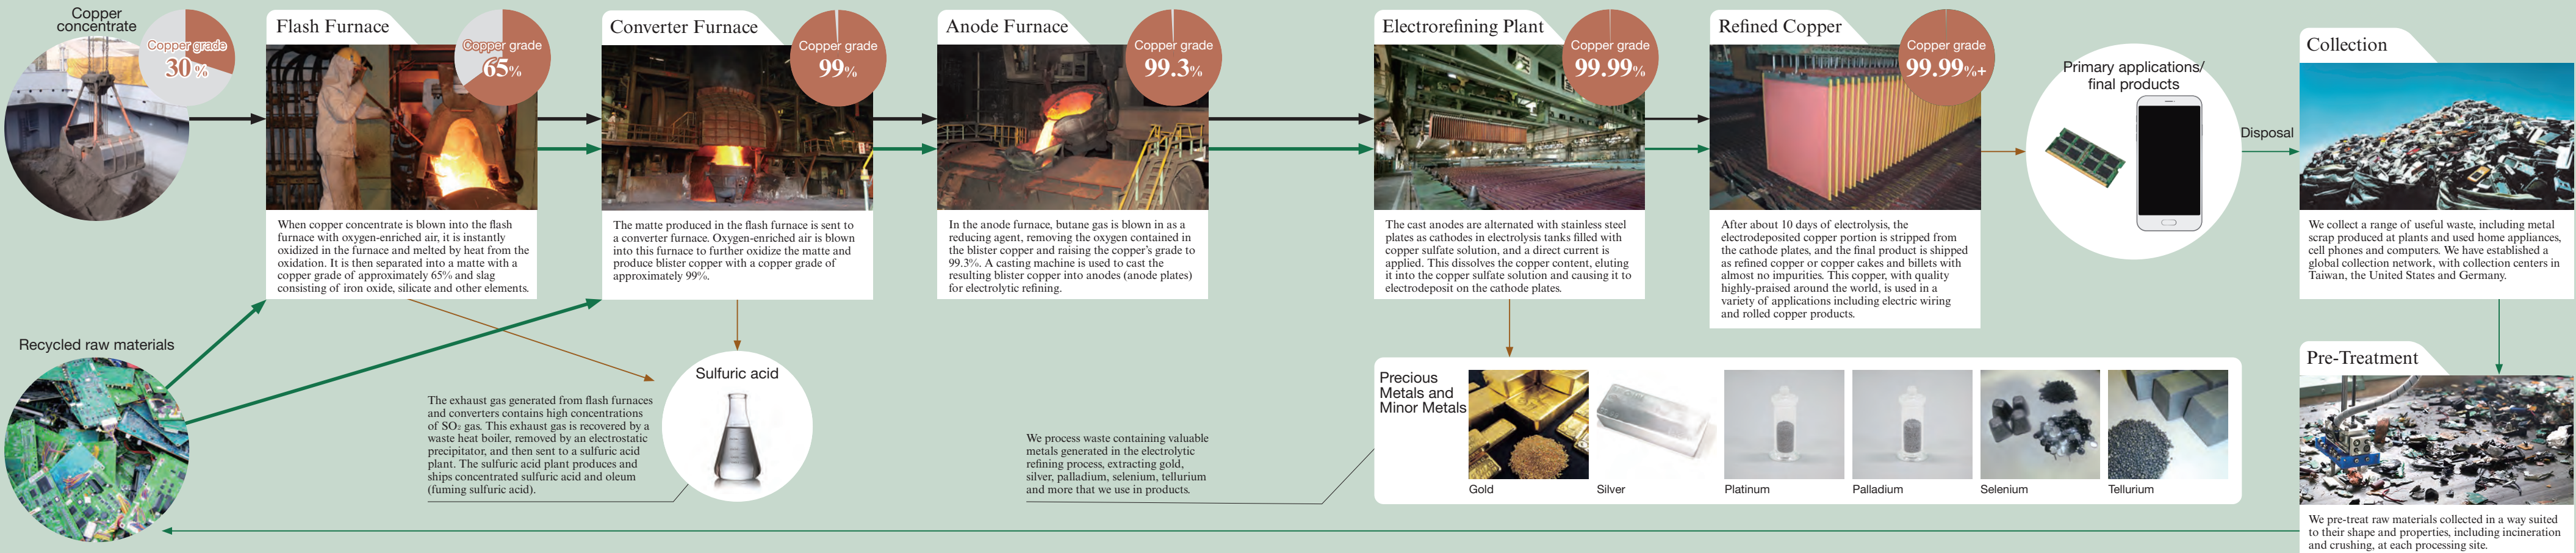 Copper
concentrate
Copper grade
30%
Flash Furnace
Copper grade
65%
When copper concentrate is blown into the flash
furnace with oxygen-enriched air, it is instantly
oxidized in the furnace and melted by heat from the
oxidation. It is then separated into a matte with a
copper grade of approximately 65% and slag
consisting of iron oxide, silicate and other elements.
Converter Furnace
Copper grade
99%
The matte produced in the flash furnace is sent to
a converter furnace. Oxygen-enriched air is blown
into this furnace to further oxidize the matte and
produce blister copper with a copper grade of
approximately 99%.
Anode Furnace
Copper grade
99.3%
In the anode furnace, butane gas is blown in as a
reducing agent, removing the oxygen contained in
the blister copper and raising the copper's grade to
99.3%. A casting machine is used to cast the
resulting blister copper into anodes (anode plates)
for electrolytic refining.
Electrorefining Plant
Copper grade
99.99%
The cast anodes are alternated with stainless steel
plates as cathodes in electrolysis tanks filled with
copper sulfate solution, and a direct current is
applied. This dissolves the copper content, eluting
it into the copper sulfate solution and causing it to
electrodeposit on the cathode plates.
Refined Copper
Copper grade
99.99%+
After about 10 days of electrolysis, the
electrodeposited copper portion is stripped from
the cathode plates, and the final product is shipped
as refined copper or copper cakes and billets with
almost no impurities. This copper, with quality
highly-praised around the world, is used in a
variety of applications including electric wiring
and rolled copper products.
Primary applications/
final products
Disposal
Collection
We collect a range of useful waste, including metal
scrap produced at plants and used home appliances,
cell phones and computers. We have established a
global collection network, with collection centers in
Taiwan, the United States and Germany.
Recycled raw materials
The exhaust gas generated from flash furnaces
and converters contains high concentrations
of SO₂ gas. This exhaust gas is recovered by a
waste heat boiler, removed by an electrostatic
precipitator, and then sent to a sulfuric acid
plant. The sulfuric acid plant produces and
ships concentrated sulfuric acid and oleum
(fuming sulfuric acid).
Sulfuric acid
We process waste containing valuable
metals generated in the electrolytic
refining process, extracting gold,
silver, palladium, selenium, tellurium
and more that we use in products.
Precious
Metals and
Minor Metals
Gold
Silver
Platinum
Palladium
Selenium
Tellurium
Pre-Treatment
We pre-treat raw materials collected in a way suited
to their shape and properties, including incineration
and crushing, at each processing site.